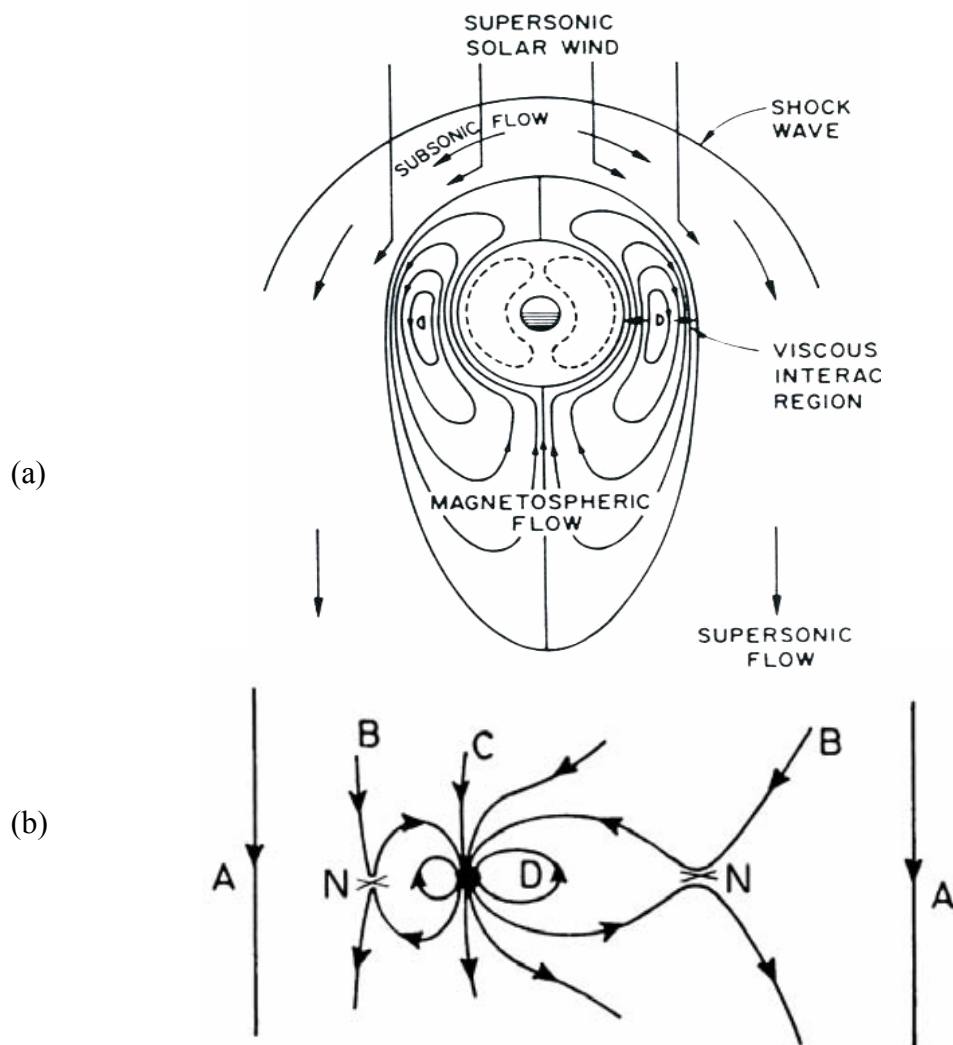 SUPERSONIC
SOLAR WIND
SHOCK
WAVE
SUBSONIC FLOW
D
D
VISCOUS
INTERAC
REGION
(a)
MAGNETOSPHERIC
FLOW
SUPERSONIC
FLOW
B
C
B
(b)
A
N
D
N
A